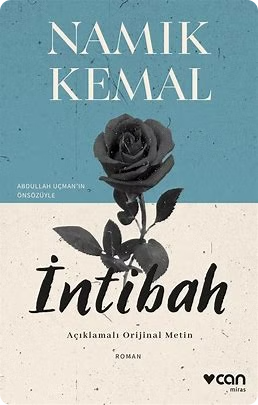 NAMIK
KEMAL
ABDULLAH UÇMAN'IN
ÖNSÖZÜYLE
İntibah
Açıklamalı Orijinal Metin
ROMAN
can
miras